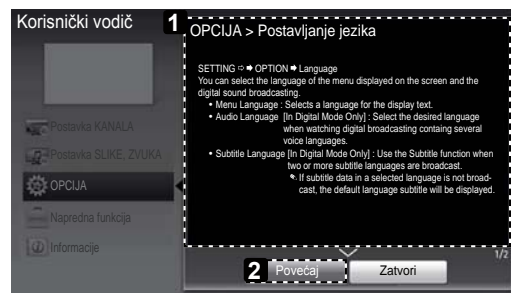 Korisnički vodič
1
OPCIJA > Postavljanje jezika
SETTING ⇨ ➡ OPTION ➡ Language
You can select the language of the menu displayed on the screen and the
digital sound broadcasting.
• Menu Language : Selects a language for the display text.
• Audio Language [In Digital Mode Only] : Select the desired language
when watching digital broadcasting containg several
voice languages.
• Subtitle Language [In Digital Mode Only] : Use the Subtitle function when
two or more subtitle languages are broadcast.
✎ If subtitle data in a selected language is not broad-
cast, the default language subtitle will be displayed.
Postavka KANALA
Postavka SLIKE, ZVUKA
OPCIJA
Napredna funkcija
Informacije
1/2
2
Povećaj
Zatvori